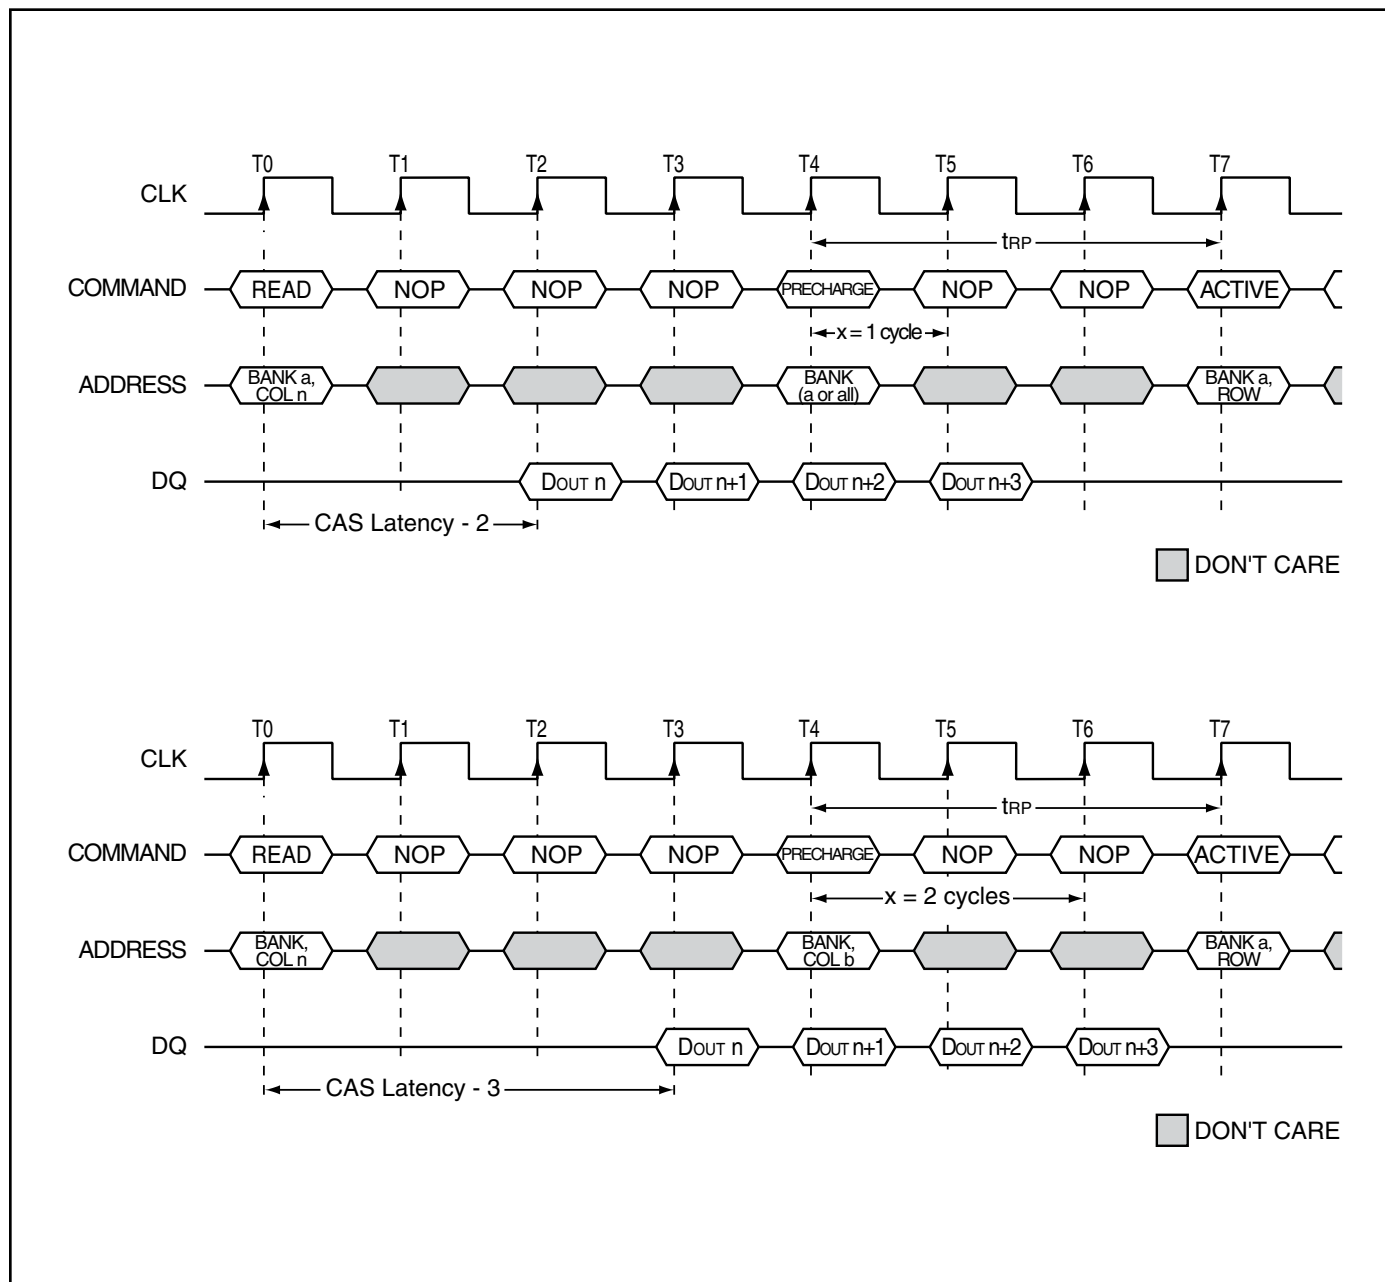 T0 T1 T2 T3 T4 T5 T6 T7
CLK
tRP
COMMAND READ NOP NOP NOP PRECHARGE NOP NOP ACTIVE
x = 1 cycle
ADDRESS BANK a, COL n BANK (a or all) BANK a, ROW
DQ DOUT n DOUT n+1 DOUT n+2 DOUT n+3
CAS Latency - 2
DON'T CARE
T0 T1 T2 T3 T4 T5 T6 T7
CLK
tRP
COMMAND READ NOP NOP NOP PRECHARGE NOP NOP ACTIVE
x = 2 cycles
ADDRESS BANK, COL n BANK, COL b BANK a, ROW
DQ DOUT n DOUT n+1 DOUT n+2 DOUT n+3
CAS Latency - 3
DON'T CARE